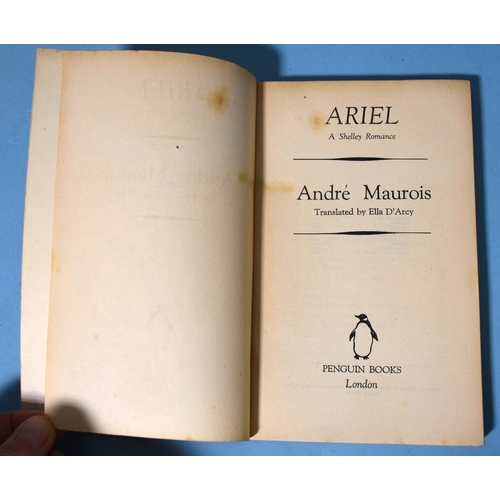 ARIEL
A Shelley Romance
André Maurois
Translated by Ella D'Arcy
PENGUIN BOOKS
London